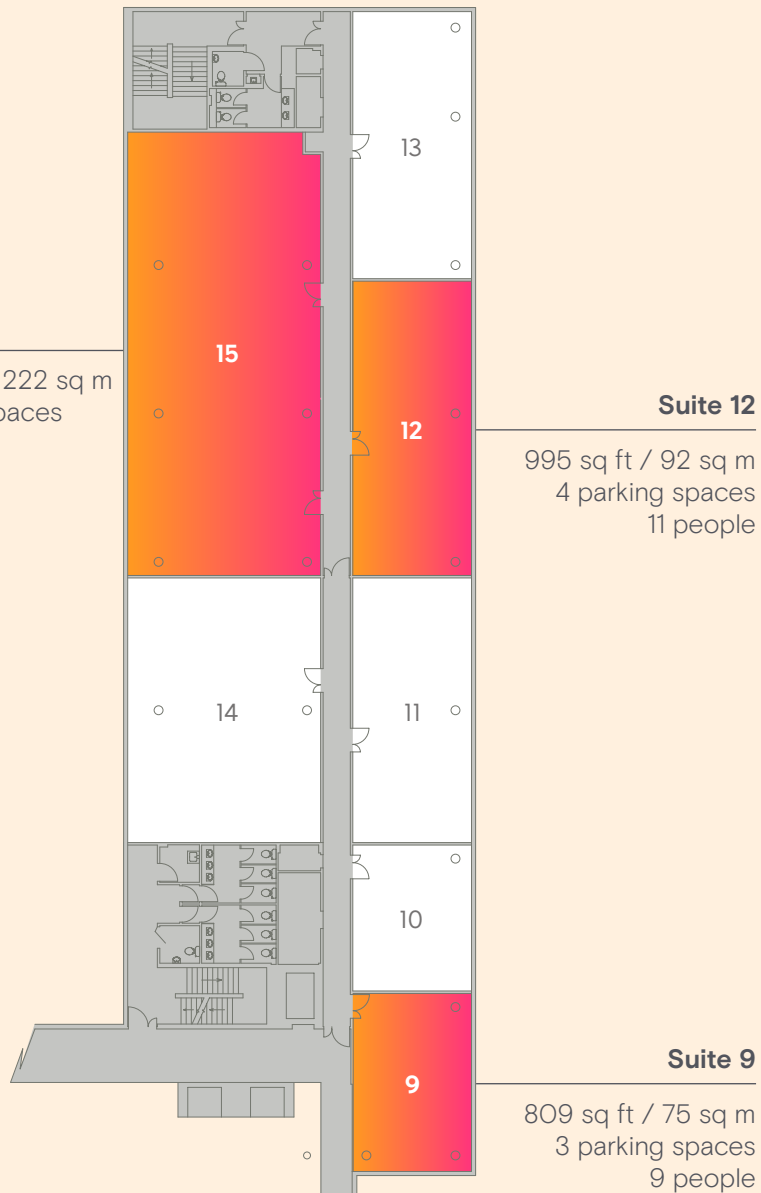 13
15
222 sq m
12
Suite 12
995 sq ft / 92 sq m
4 parking spaces
11 people
14
11
10
9
Suite 9
809 sq ft / 75 sq m
3 parking spaces
9 people